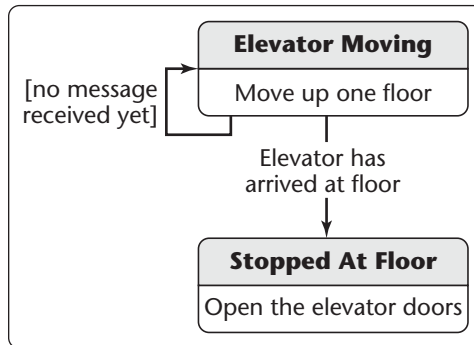 Elevator Moving
Move up one floor
[no message
received yet]
Elevator has
arrived at floor
Stopped At Floor
Open the elevator doors